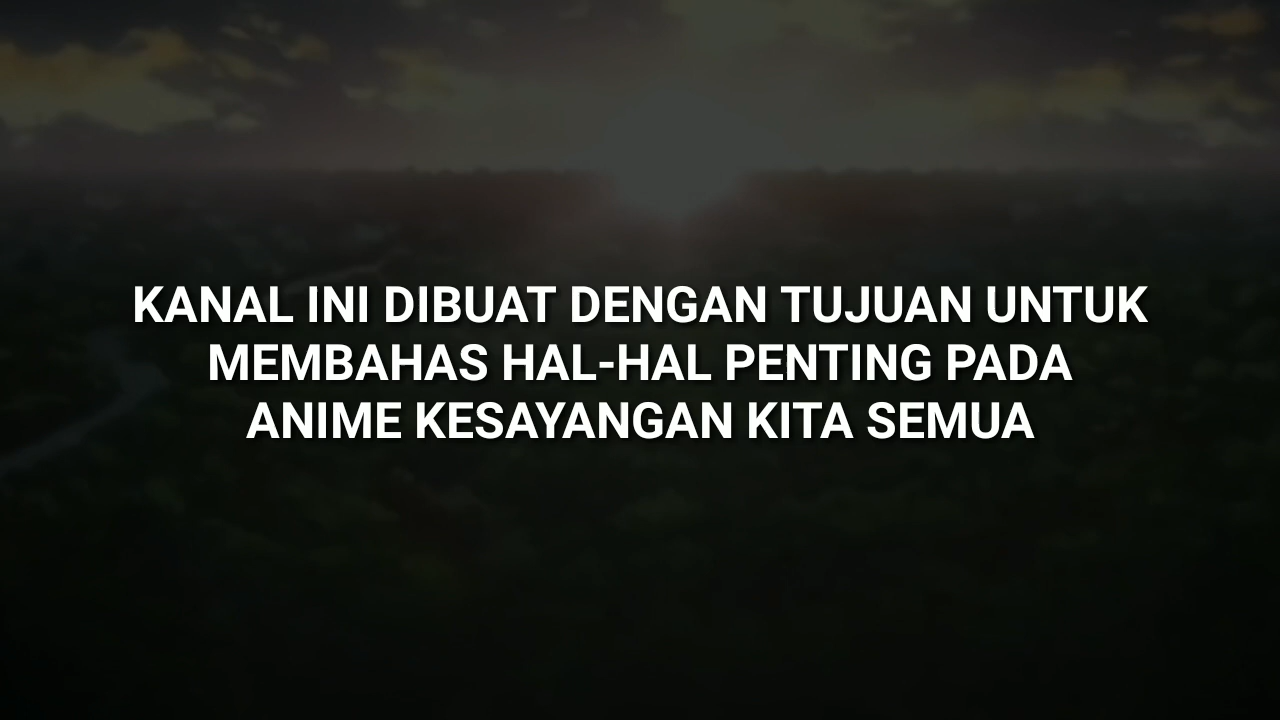 KANAL INI DIBUAT DENGAN TUJUAN UNTUK
MEMBAHAS HAL-HAL PENTING PADA
ANIME KESAYANGAN KITA SEMUA